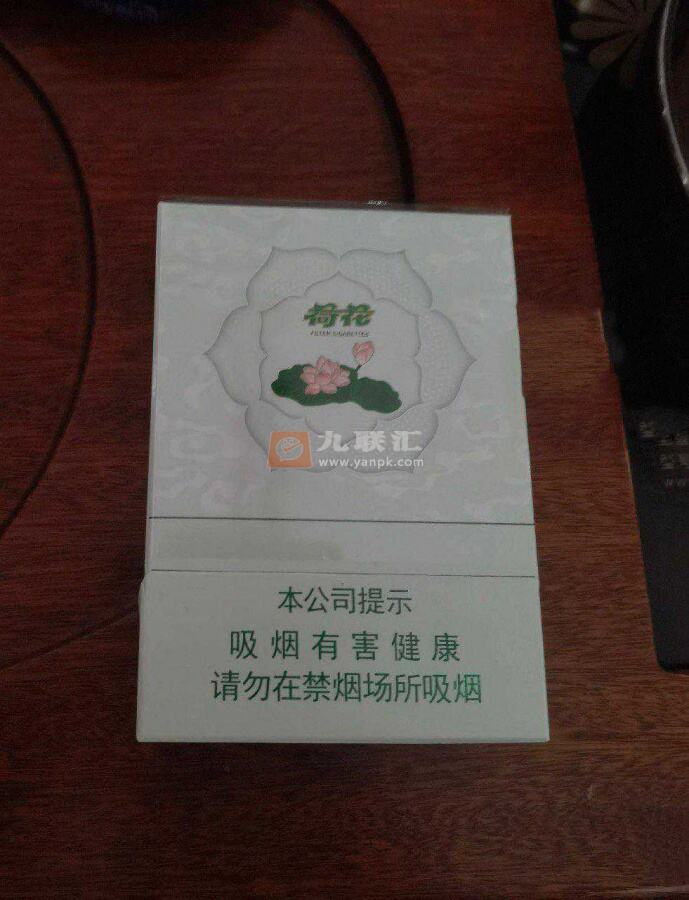 荷花
FILTER CIGARETTES
九联汇
www.yanpk.com
本公司提示
吸烟有害健康
请勿在禁烟场所吸烟